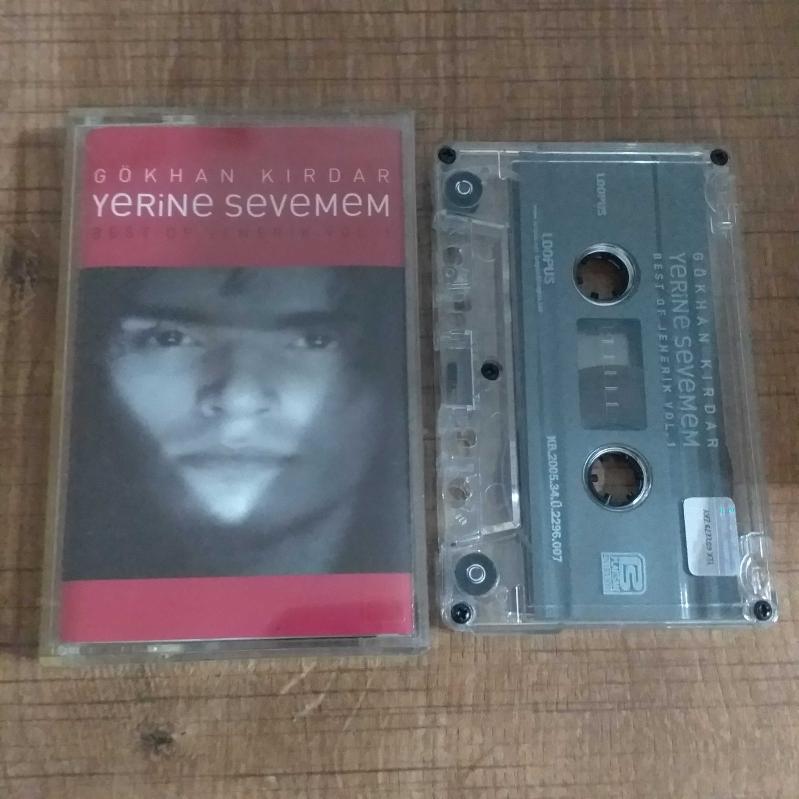 GÖKHAN KIRDAR
YERİNE SEVEMEM
BEST OF JENERİK VOL.1
LOOPUS
LOOPUS
GÖKHAN KIRDAR
YERİNE SEVEMEM
BEST OF JENERİK VOL.1
KB.2005.34.Ü.2296.007